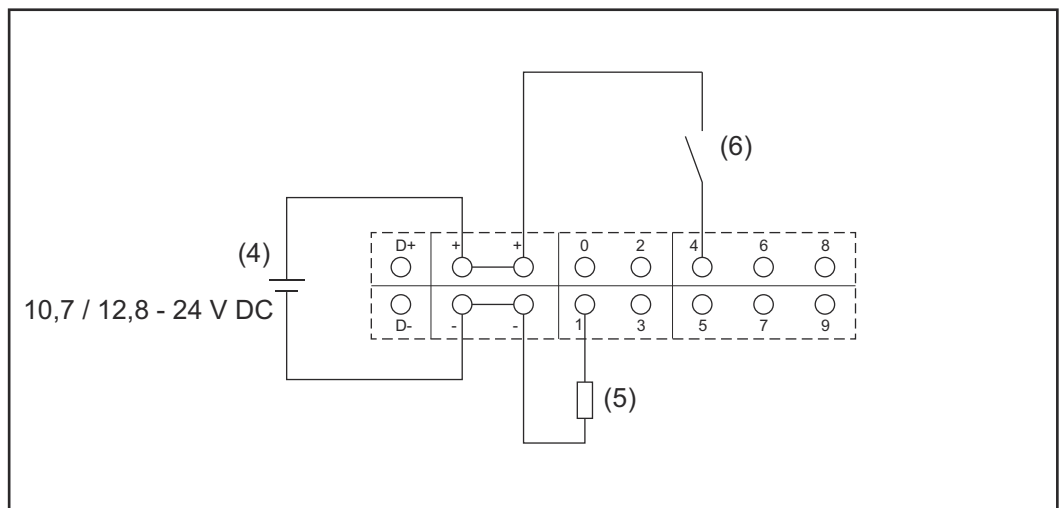 (6)
(4)
10,7 / 12,8 - 24 V DC
D+ + + 0 2 4 6 8
D- - - 1 3 5 7 9
(5)